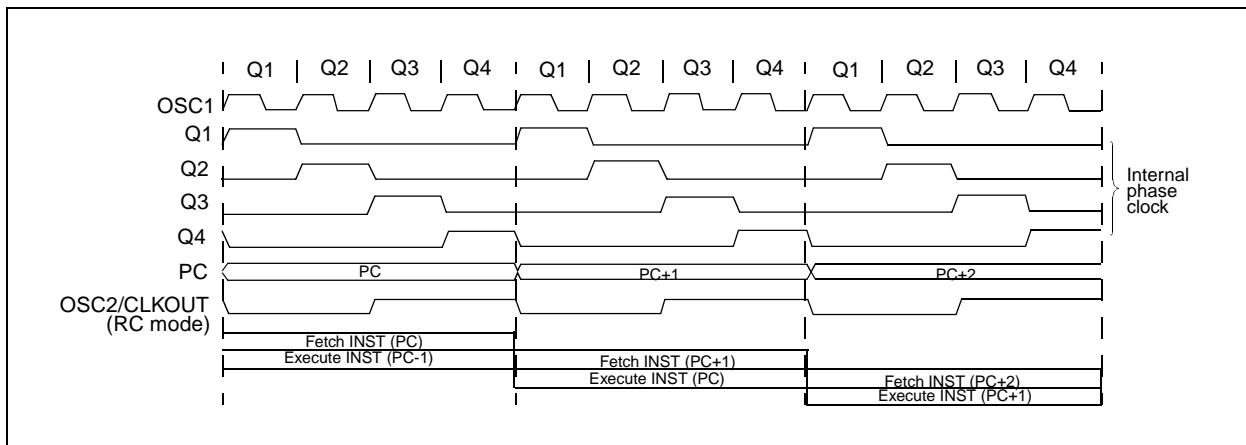 Q1 Q2 Q3 Q4 Q1 Q2 Q3 Q4 Q1 Q2 Q3 Q4
OSC1
Q1
Q2
Q3
Q4
Internal
phase
clock
PC PC PC+1 PC+2
OSC2/CLKOUT
(RC mode)
Fetch INST (PC)
Execute INST (PC-1) Fetch INST (PC+1)
Execute INST (PC) Fetch INST (PC+2)
Execute INST (PC+1)